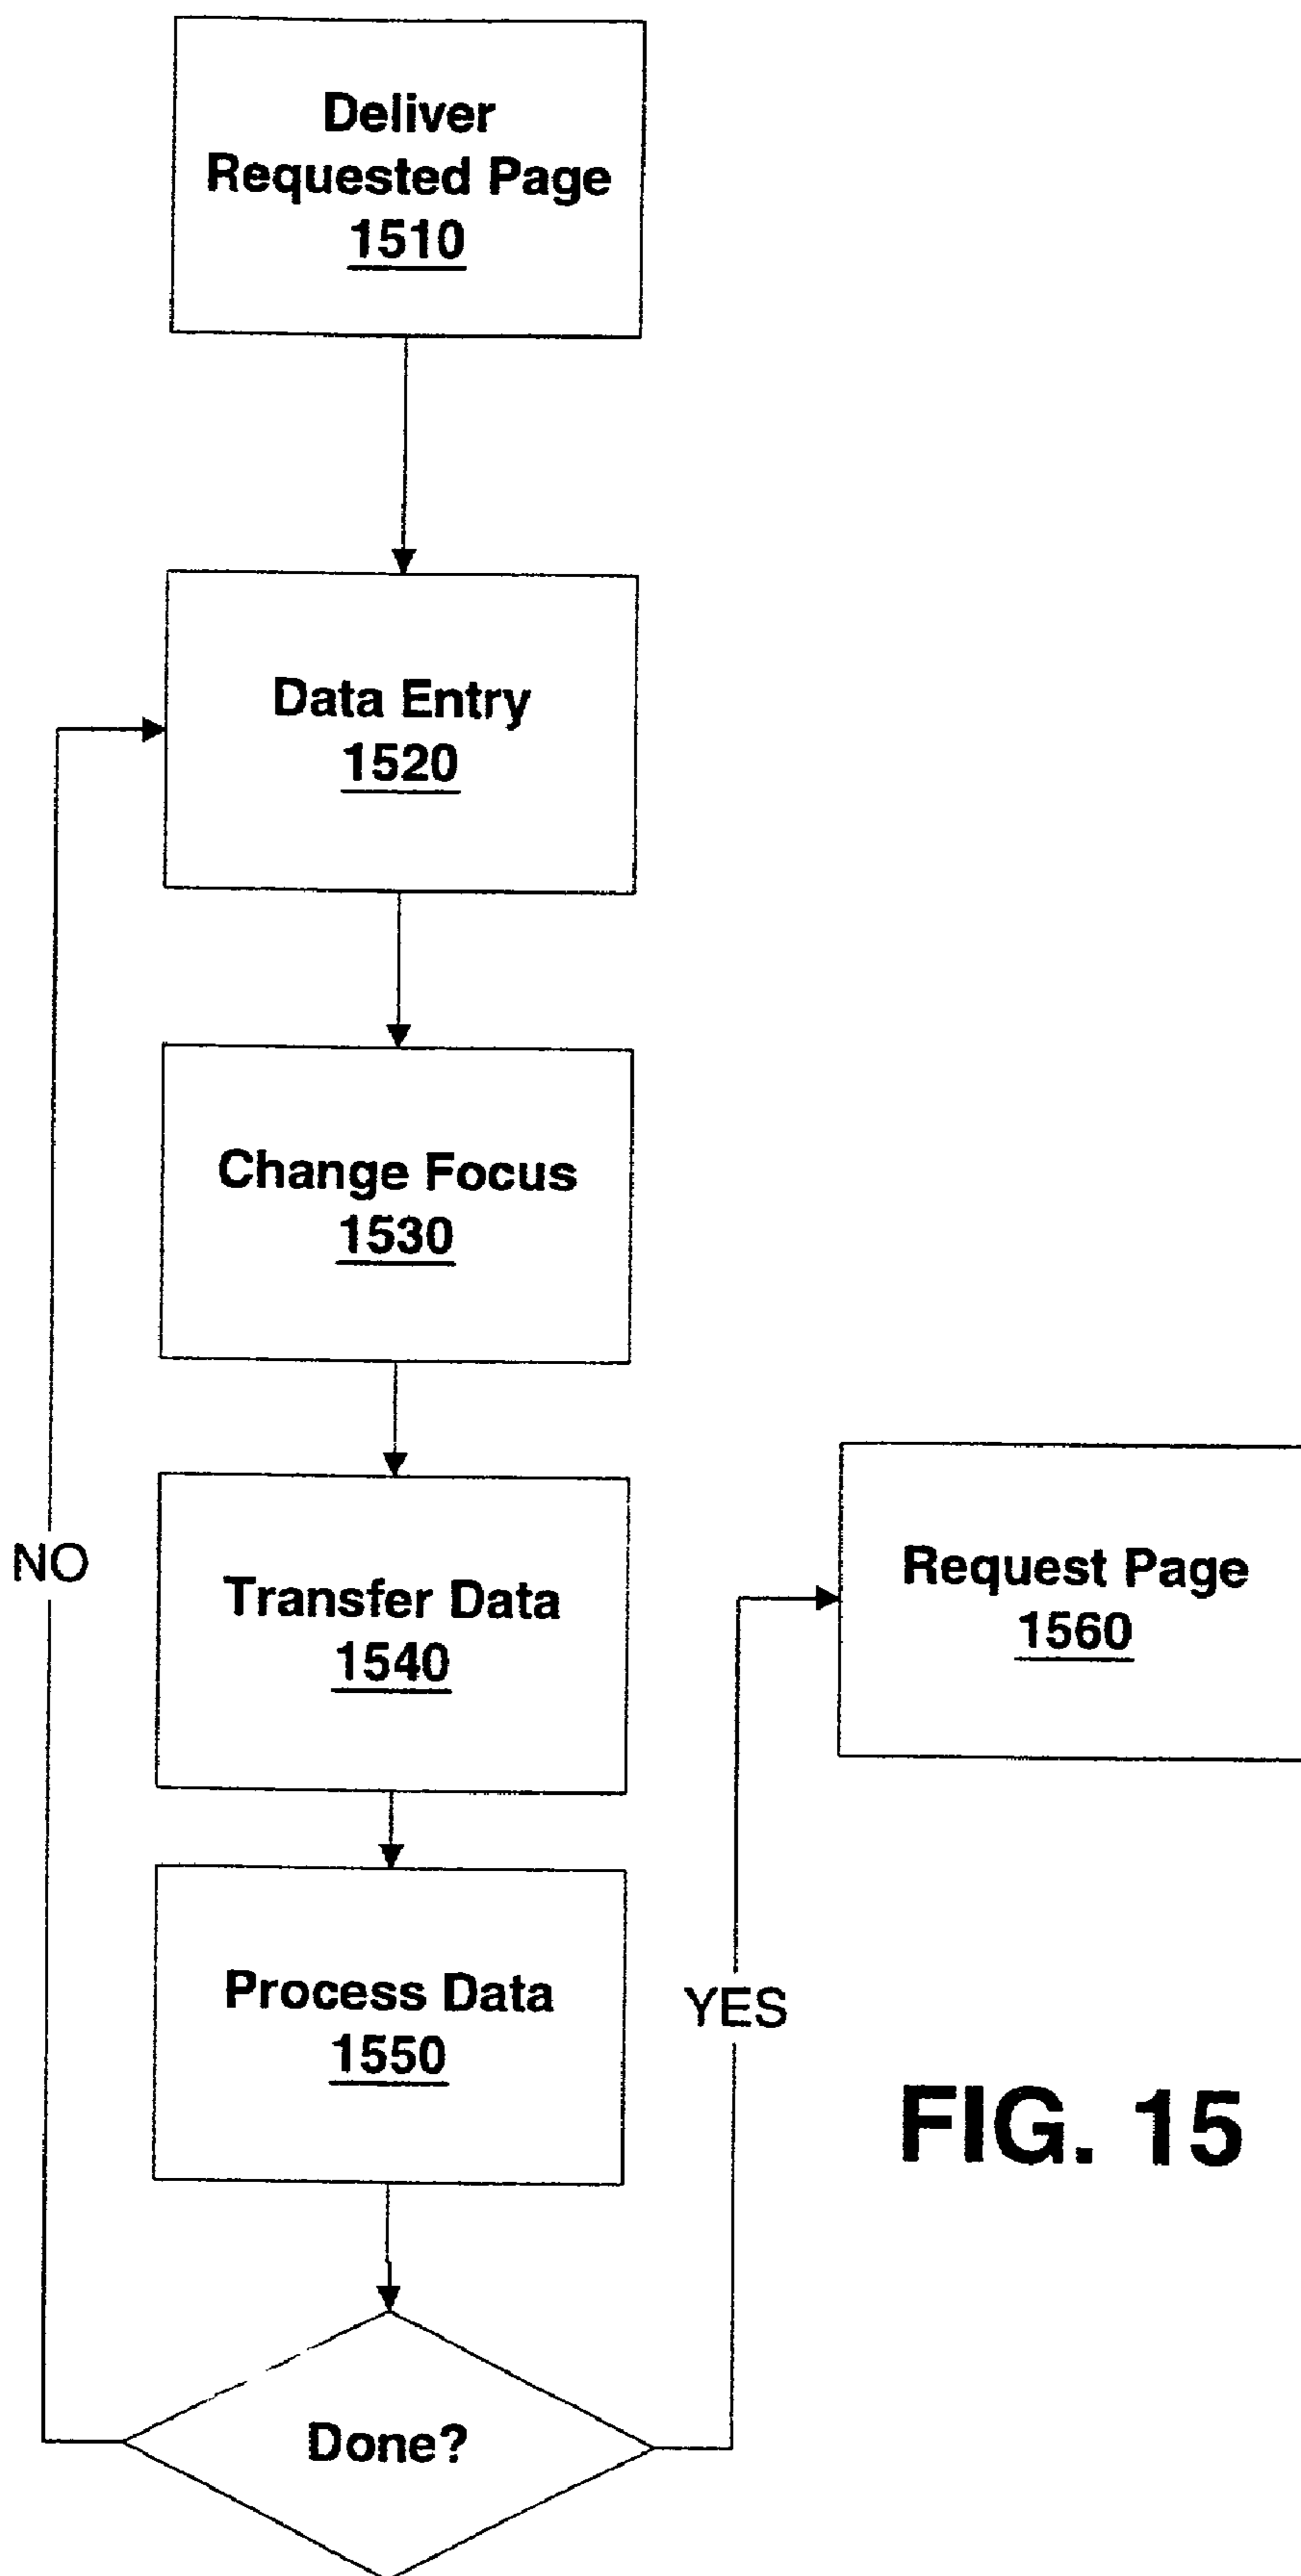 Deliver
Requested Page
1510
Data Entry
1520
Change Focus
1530
NO
Transfer Data
1540
Request Page
1560
Process Data
1550
YES
FIG. 15
Done?